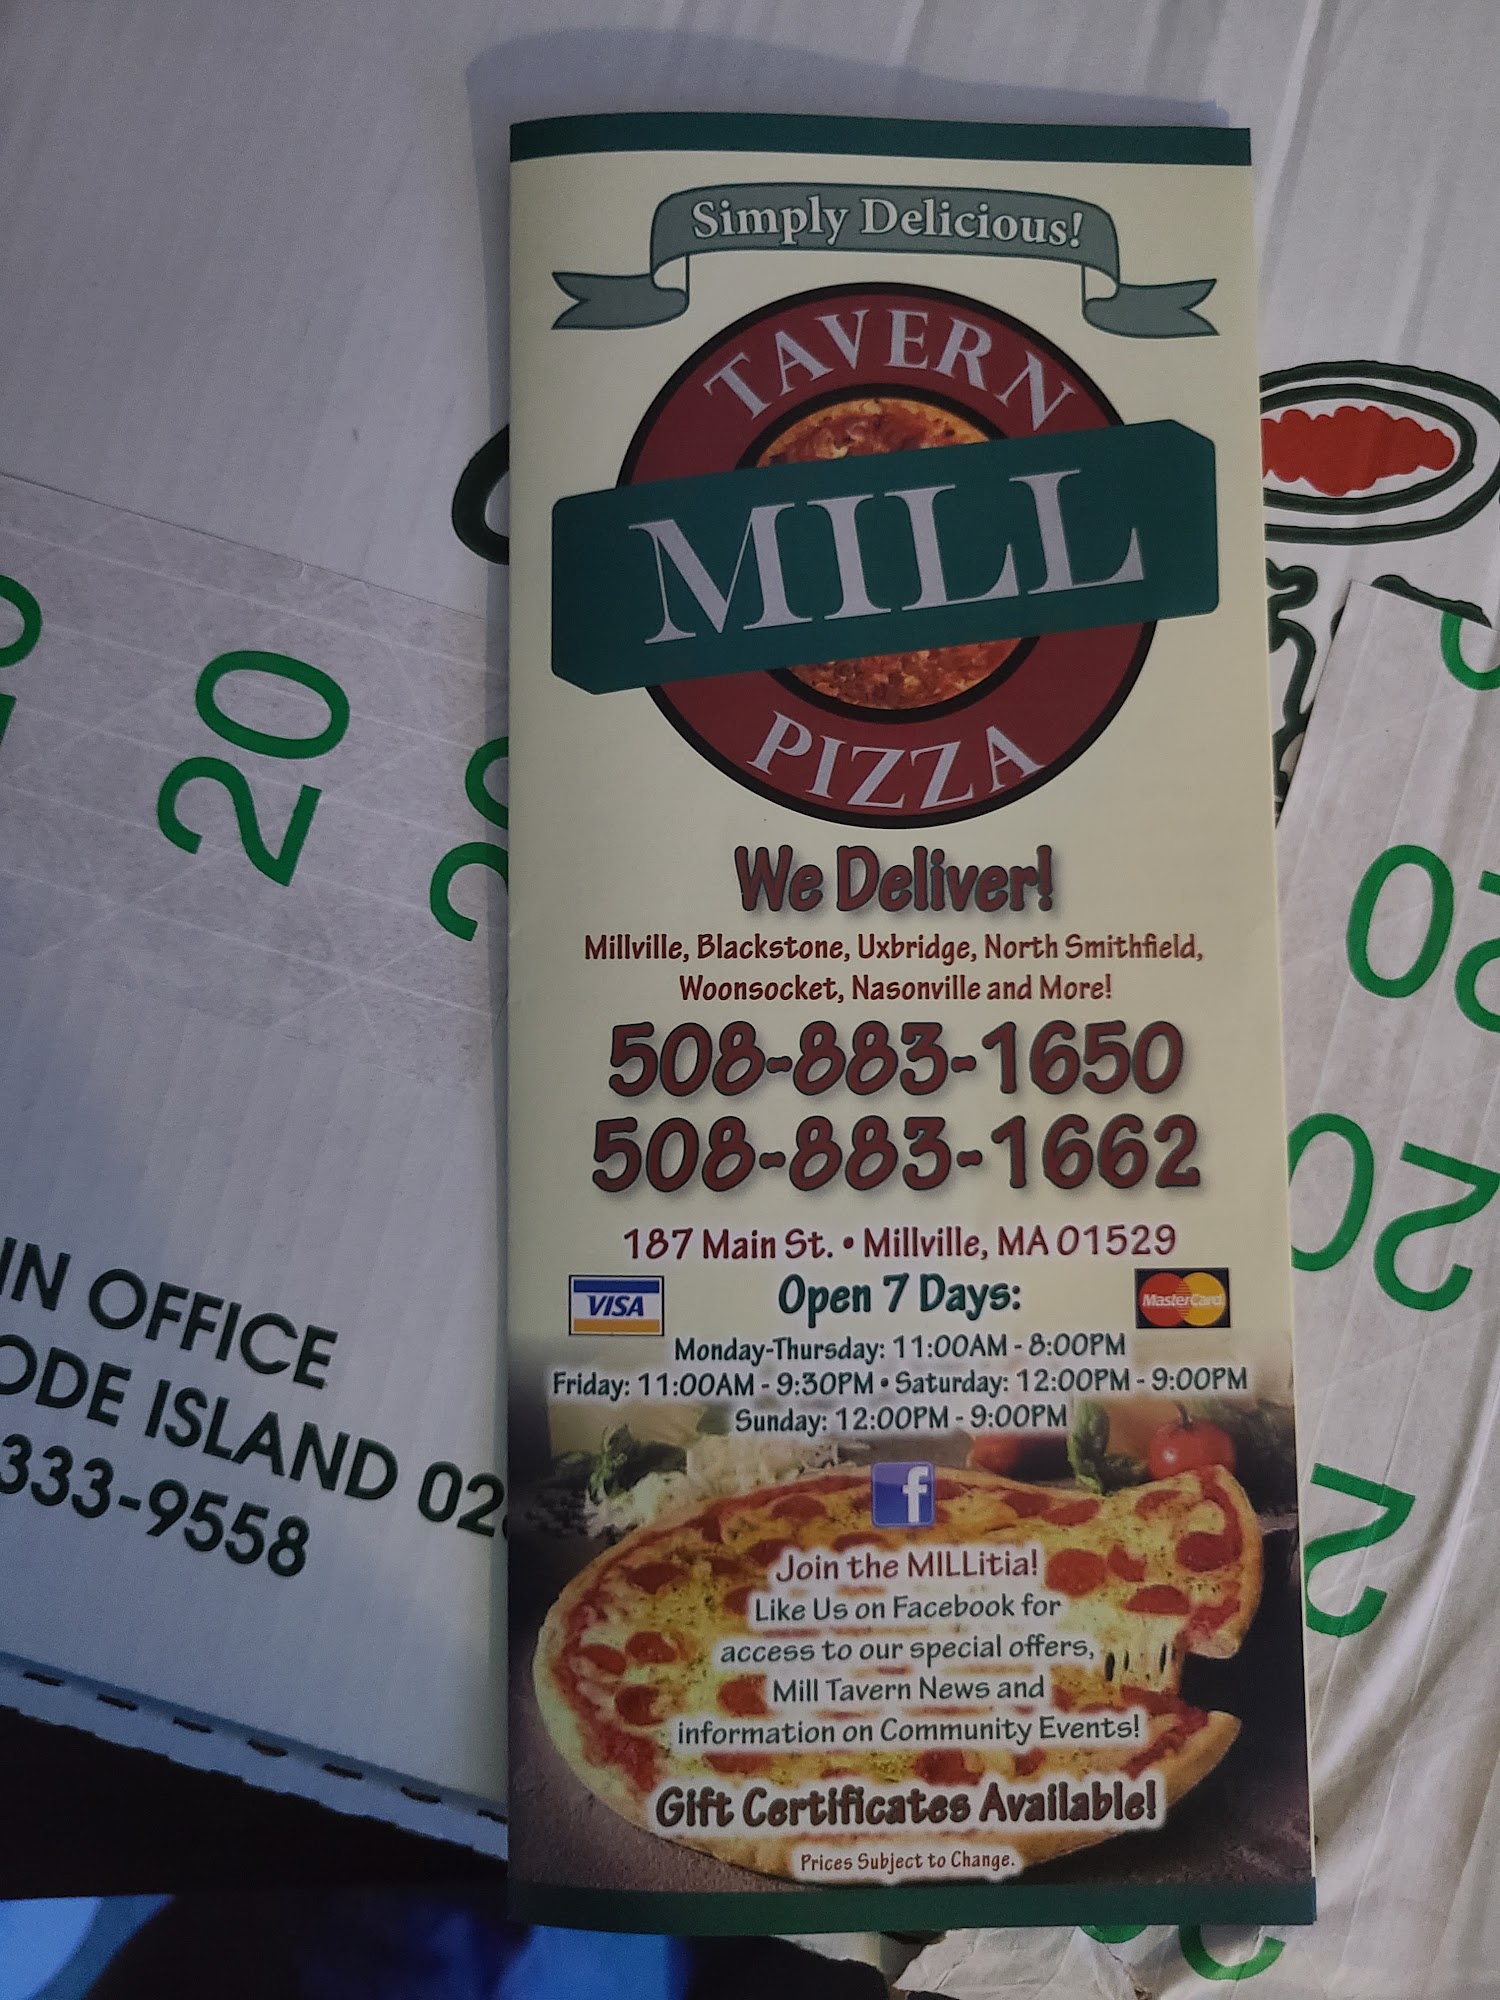 Simply Delicious!
TAVERN
MILL
PIZZA
We Deliver!
Millville, Blackstone, Uxbridge, North Smithfield,
Woonsocket, Nasonville and More!
508-883-1650
508-883-1662
187 Main St. • Millville, MA 01529
VISA
Open 7 Days:
MasterCard
Monday-Thursday: 11:00AM - 8:00PM
Friday: 11:00AM - 9:30PM • Saturday: 12:00PM - 9:00PM
Sunday: 12:00PM - 9:00PM
f
Join the MILLitia!
Like Us on Facebook for
access to our special offers,
Mill Tavern News and
information on Community Events!
Gift Certificates Available!
Prices Subject to Change.
20
20
20
20
20
IN OFFICE
ODE ISLAND 02
333-9558